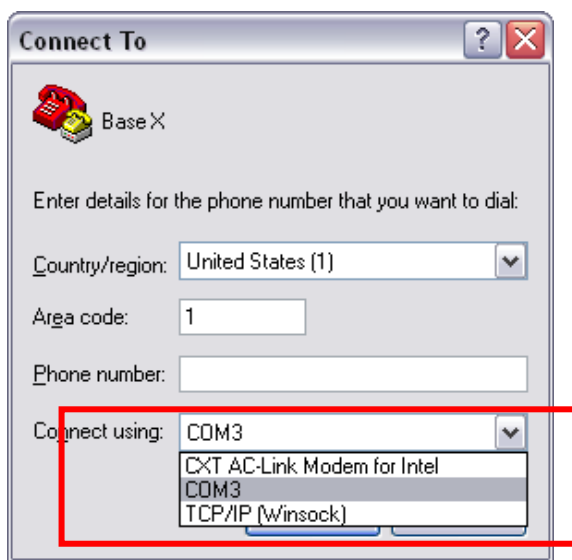 Connect To
?
Base X
Enter details for the phone number that you want to dial:
Country/region: United States (1)
Area code: 1
Phone number:
Connect using: COM3
CXT AC-Link Modem for Intel
COM3
TCP/IP (Winsock)